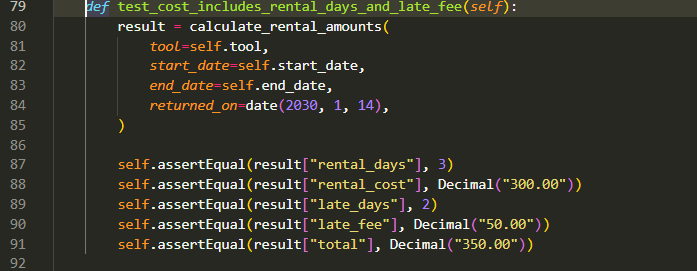 79 def test_cost_includes_rental_days_and_late_fee(self):
80 result = calculate_rental_amounts(
81 tool=self.tool,
82 start_date=self.start_date,
83 end_date=self.end_date,
84 returned_on=date(2030, 1, 14),
85 )
86
87 self.assertEqual(result["rental_days"], 3)
88 self.assertEqual(result["rental_cost"], Decimal("300.00"))
89 self.assertEqual(result["late_days"], 2)
90 self.assertEqual(result["late_fee"], Decimal("50.00"))
91 self.assertEqual(result["total"], Decimal("350.00"))
92